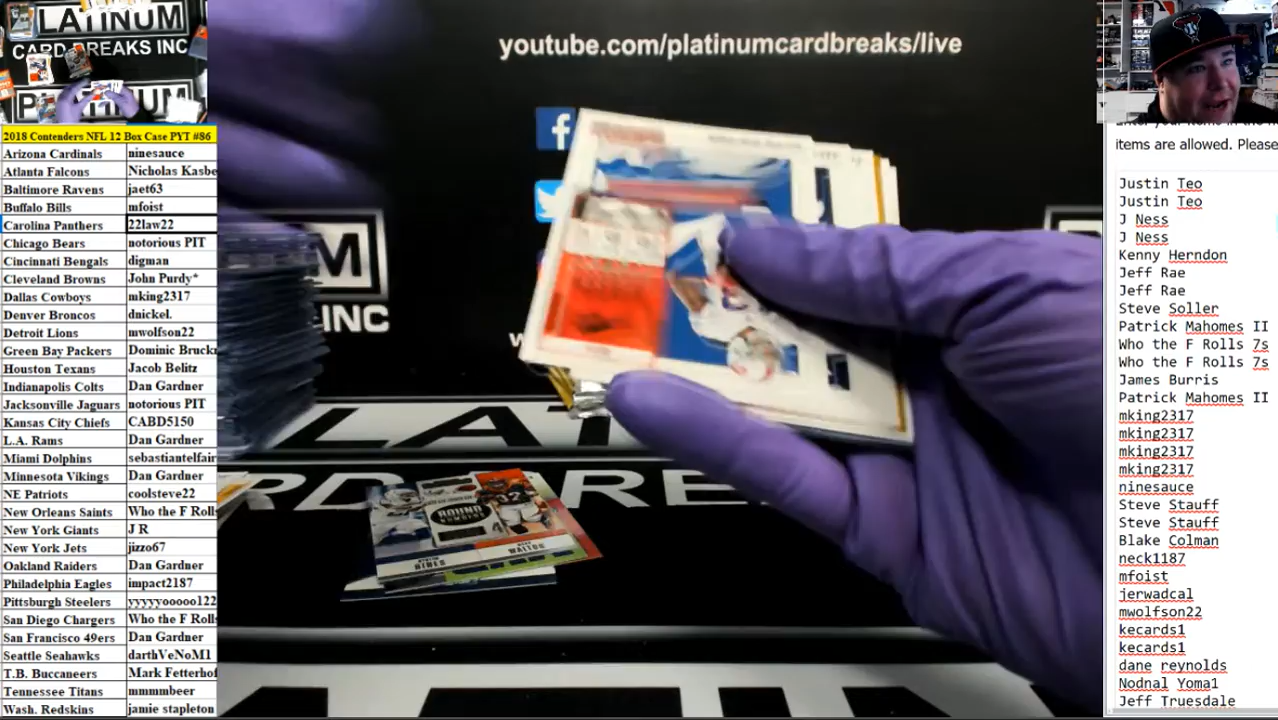 PLATINUM
CARD BREAKS INC
PLATINUM
youtube.com/platinumcardbreaks/live
f
INC
ROUND
NUMBERS
HINES
2018 Contenders NFL 12 Box Case PYT #86
Arizona Cardinals ninesauce
Atlanta Falcons Nicholas Kasbe
Baltimore Ravens jaet63
Buffalo Bills mfoist
Carolina Panthers 22law22
Chicago Bears notorious PIT
Cincinnati Bengals digman
Cleveland Browns John Purdy*
Dallas Cowboys mking2317
Denver Broncos dnickel.
Detroit Lions mwolfson22
Green Bay Packers Dominic Bruck
Houston Texans Jacob Belitz
Indianapolis Colts Dan Gardner
Jacksonville Jaguars notorious PIT
Kansas City Chiefs CABD5150
L.A. Rams Dan Gardner
Miami Dolphins sebastiantelfair
Minnesota Vikings Dan Gardner
NE Patriots coolsteve22
New Orleans Saints Who the F Rolls
New York Giants J R
New York Jets jizzo67
Oakland Raiders Dan Gardner
Philadelphia Eagles impact2187
Pittsburgh Steelers yyyyyooooo122
San Diego Chargers Who the F Rolls
San Francisco 49ers Dan Gardner
Seattle Seahawks darthVeNoM1
T.B. Buccaneers Mark Fetterhof
Tennessee Titans mmmmbeer
Wash. Redskins jamie stapleton
items are allowed. Please
Justin Teo
Justin Teo
J Ness
J Ness
Kenny Herndon
Jeff Rae
Jeff Rae
Steve Soller
Patrick Mahomes II
Who the F Rolls 7s
Who the F Rolls 7s
James Burris
Patrick Mahomes II
mking2317
mking2317
mking2317
mking2317
ninesauce
Steve Stauff
Steve Stauff
Blake Colman
neck1187
mfoist
jerwadcal
mwolfson22
kecards1
kecards1
dane reynolds
Nodnal Yoma1
Jeff Truesdale